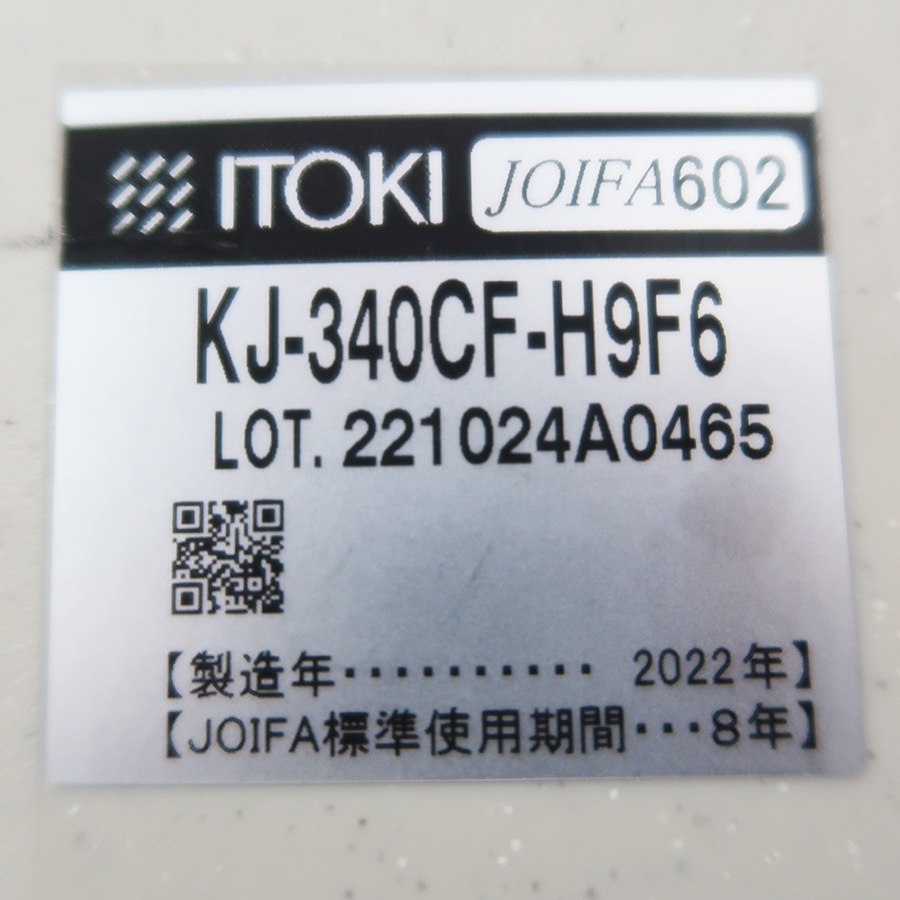 ITOKI JOIFA602
KJ-340CF-H9F6
LOT. 221024A0465
【製造年·········· 2022年】
【JOIFA標準使用期間···8年】